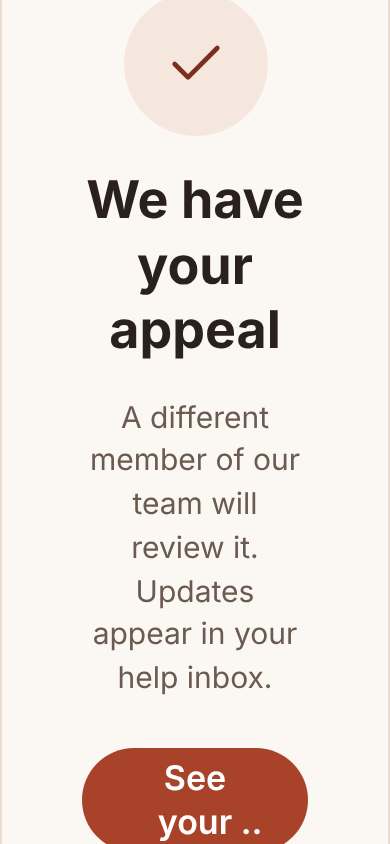 We have
your
appeal
A different
member of our
team will
review it.
Updates
appear in your
help inbox.
See
your ..